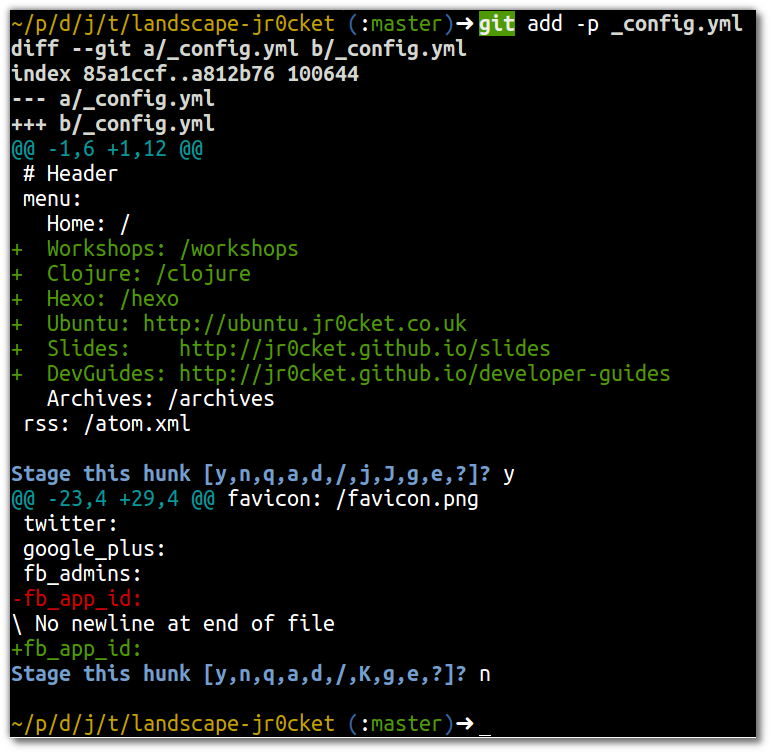 ~/p/d/j/t/landscape-jr0cket (:master)➜ git add -p _config.yml
diff --git a/_config.yml b/_config.yml
index 85a1ccf..a812b76 100644
--- a/_config.yml
+++ b/_config.yml
@@ -1,6 +1,12 @@
 # Header
 menu:
   Home: /
+  Workshops: /workshops
+  Clojure: /clojure
+  Hexo: /hexo
+  Ubuntu: http://ubuntu.jr0cket.co.uk
+  Slides:    http://jr0cket.github.io/slides
+  DevGuides: http://jr0cket.github.io/developer-guides
   Archives: /archives
 rss: /atom.xml
Stage this hunk [y,n,q,a,d,/,j,J,g,e,?]? y
@@ -23,4 +29,4 @@ favicon: /favicon.png
 twitter:
 google_plus:
 fb_admins:
-fb_app_id:
\ No newline at end of file
+fb_app_id:
Stage this hunk [y,n,q,a,d,/,K,g,e,?]? n
~/p/d/j/t/landscape-jr0cket (:master)➜ _